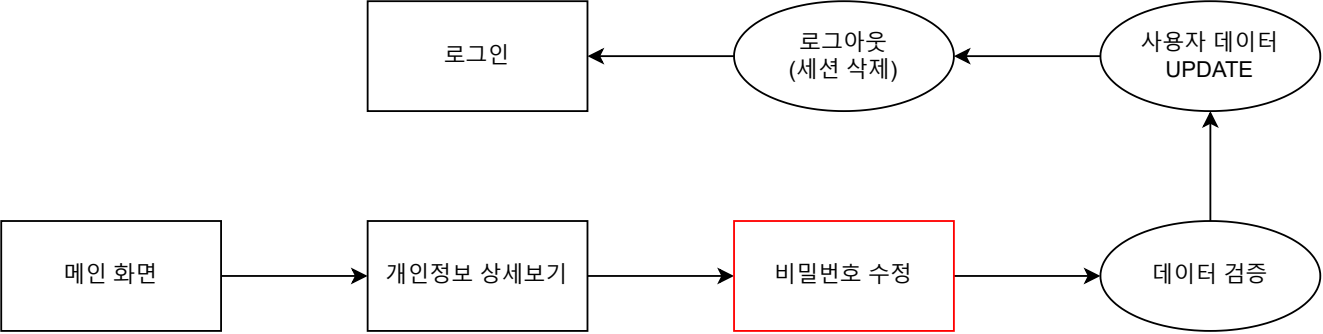 로그인
로그아웃
(세션 삭제)
사용자 데이터
UPDATE
메인 화면
개인정보 상세보기
비밀번호 수정
데이터 검증